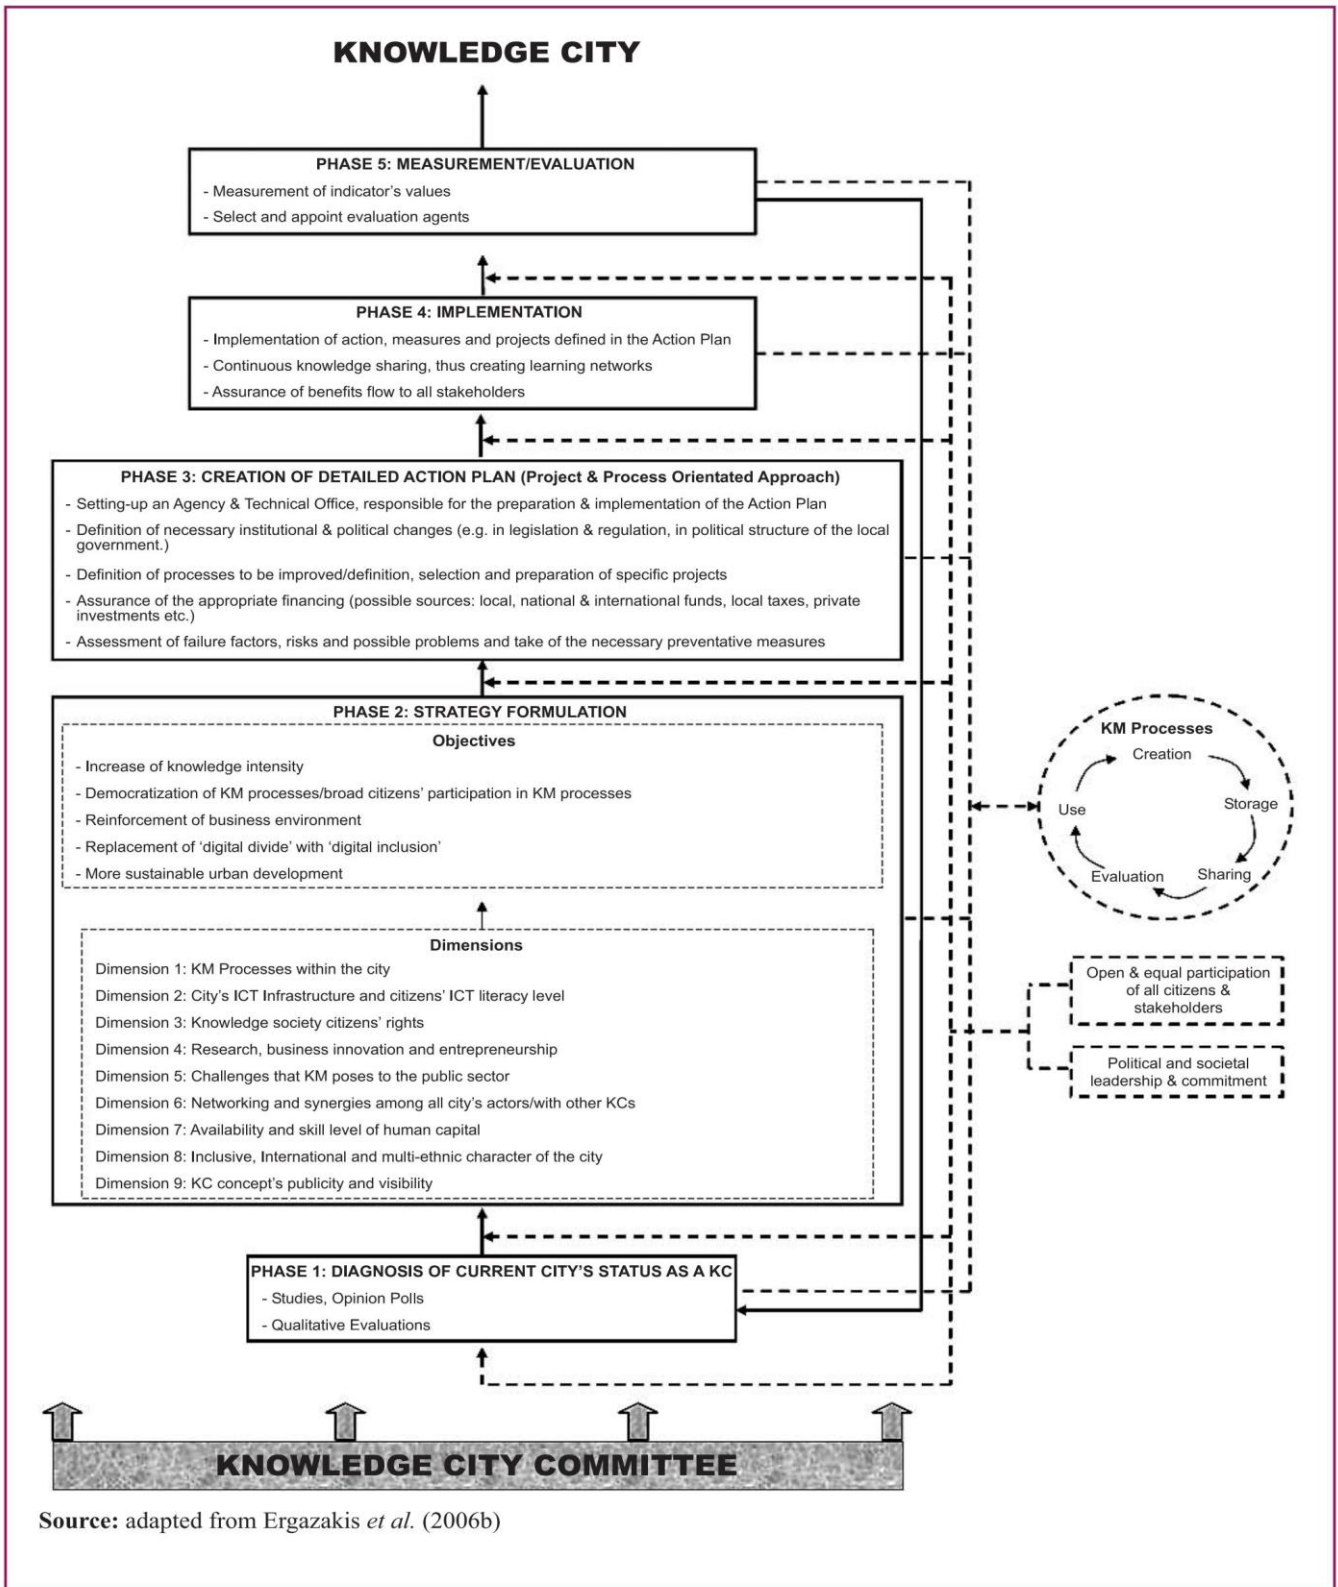 KNOWLEDGE CITY
PHASE 5: MEASUREMENT/EVALUATION
- Measurement of indicator's values
- Select and appoint evaluation agents
PHASE 4: IMPLEMENTATION
- Implementation of action, measures and projects defined in the Action Plan
- Continuous knowledge sharing, thus creating learning networks
- Assurance of benefits flow to all stakeholders
PHASE 3: CREATION OF DETAILED ACTION PLAN (Project & Process Orientated Approach)
- Setting-up an Agency & Technical Office, responsible for the preparation & implementation of the Action Plan
- Definition of necessary institutional & political changes (e.g. in legislation & regulation, in political structure of the local
government.)
- Definition of processes to be improved/definition, selection and preparation of specific projects
- Assurance of the appropriate financing (possible sources: local, national & international funds, local taxes, private
investments etc.)
- Assessment of failure factors, risks and possible problems and take of the necessary preventative measures
PHASE 2: STRATEGY FORMULATION
Objectives
- Increase of knowledge intensity
- Democratization of KM processes/broad citizens' participation in KM processes
- Reinforcement of business environment
- Replacement of 'digital divide' with 'digital inclusion'
- More sustainable urban development
Dimensions
Dimension 1: KM Processes within the city
Dimension 2: City's ICT Infrastructure and citizens' ICT literacy level
Dimension 3: Knowledge society citizens' rights
Dimension 4: Research, business innovation and entrepreneurship
Dimension 5: Challenges that KM poses to the public sector
Dimension 6: Networking and synergies among all city's actors/with other KCs
Dimension 7: Availability and skill level of human capital
Dimension 8: Inclusive, International and multi-ethnic character of the city
Dimension 9: KC concept's publicity and visibility
PHASE 1: DIAGNOSIS OF CURRENT CITY'S STATUS AS A KC
- Studies, Opinion Polls
- Qualitative Evaluations
KM Processes
Creation
Storage
Sharing
Evaluation
Use
Open & equal participation
of all citizens &
stakeholders
Political and societal
leadership & commitment
KNOWLEDGE CITY COMMITTEE
Source: adapted from Ergazakis et al. (2006b)